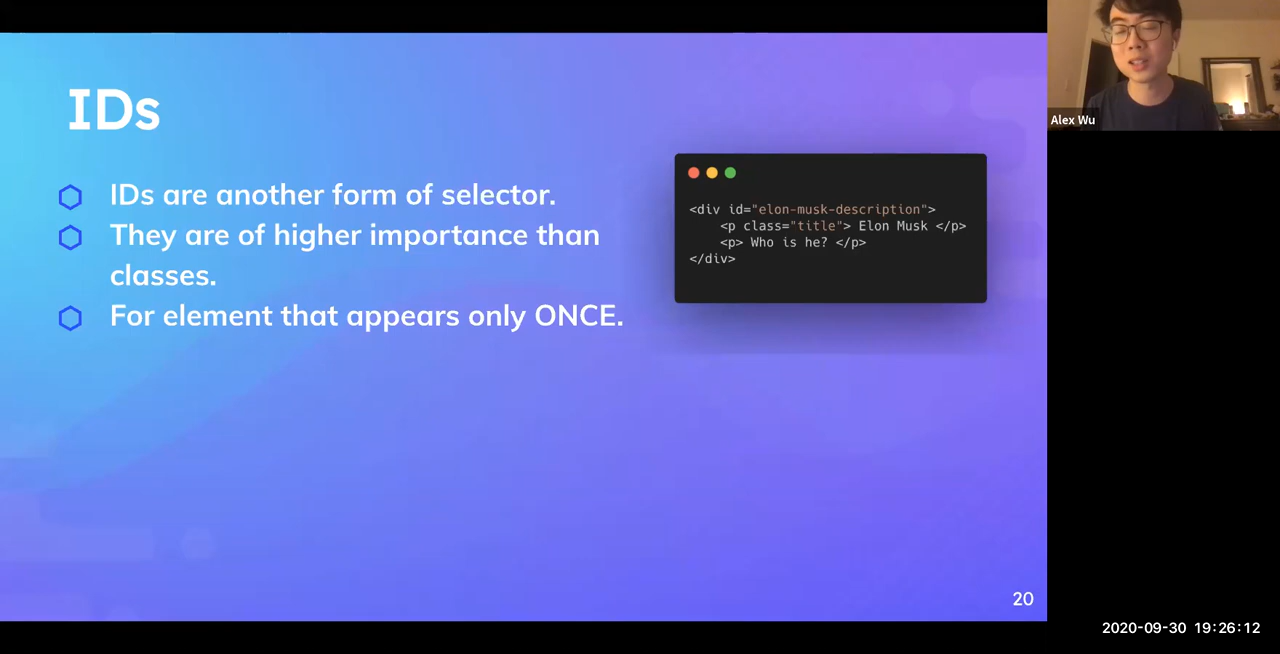 IDs
IDs are another form of selector.
They are of higher importance than
classes.
For element that appears only ONCE.
<div id="elon-musk-description">
    <p class="title"> Elon Musk </p>
    <p> Who is he? </p>
</div>
20
Alex Wu
2020-09-30 19:26:12